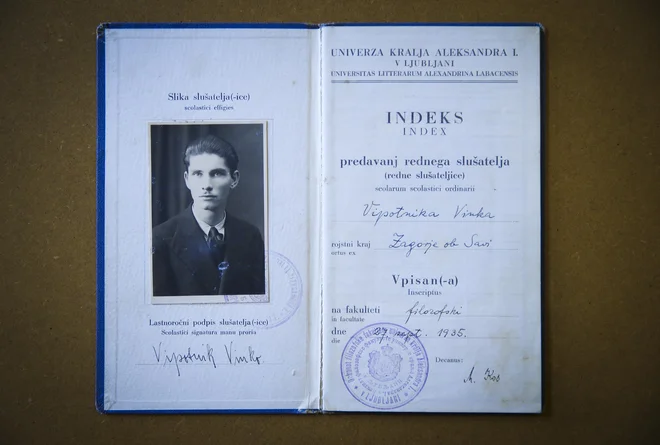 Slika slušatelja(-ice)
scolastici effigies
Lastnoročni podpis slušatelja(-ice)
Scolastici signatura manu propria
Vipotnik Vinko
UNIVERZA KRALJA ALEKSANDRA I.
V LJUBLJANI
UNIVERSITAS LITTERARUM ALEXANDRINA LABACENSIS
INDEKS
INDEX
predavanj rednega slušatelja
(redne slušateljice)
scolarum scolastici ordinarii
Vipotnika Vinka
rojstni kraj Zagorje ob Savi
natus ex
Vpisan(-a)
Inscriptus
na fakulteti filozofski
in facultate
dne 27. sept. 1935.
die
Decanus:
M. Kos